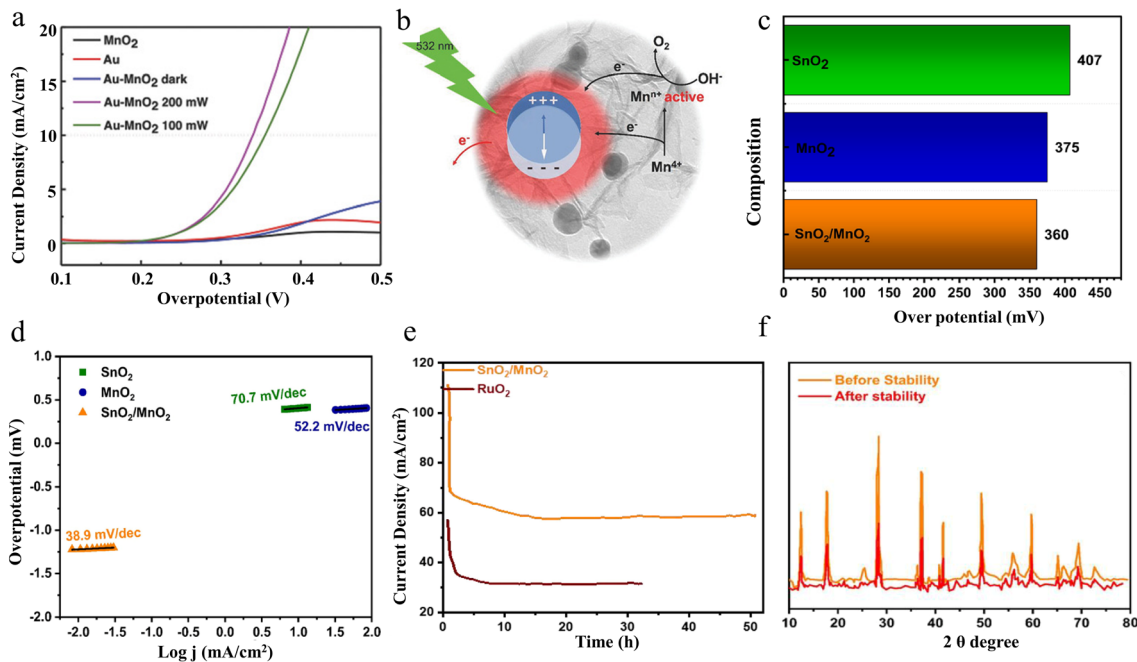 a
Current Density (mA/cm²)
20
15
10
5
0
MnO₂
Au
Au-MnO₂ dark
Au-MnO₂ 200 mW
Au-MnO₂ 100 mW
0.1 0.2 0.3 0.4 0.5
Overpotential (V)
b
532 nm
O₂
e⁻
OH⁻
Mnⁿ⁺ active
+++
e⁻
e⁻
- - -
Mn⁴⁺
c
Composition
SnO₂
407
MnO₂
375
SnO₂/MnO₂
360
0 50 100 150 200 250 300 350 400 450
Over potential (mV)
d
Overpotential (mV)
1.0
0.5
0.0
-0.5
-1.0
-1.5
-2.0
SnO₂
MnO₂
SnO₂/MnO₂
70.7 mV/dec
52.2 mV/dec
38.9 mV/dec
-2.0 -1.5 -1.0 -0.5 0.0 0.5 1.0 1.5 2.0
Log j (mA/cm²)
e
Current Density (mA/cm²)
120
100
80
60
40
20
SnO₂/MnO₂
RuO₂
0 10 20 30 40 50
Time (h)
f
Before Stability
After stability
10 20 30 40 50 60 70 80
2 θ degree